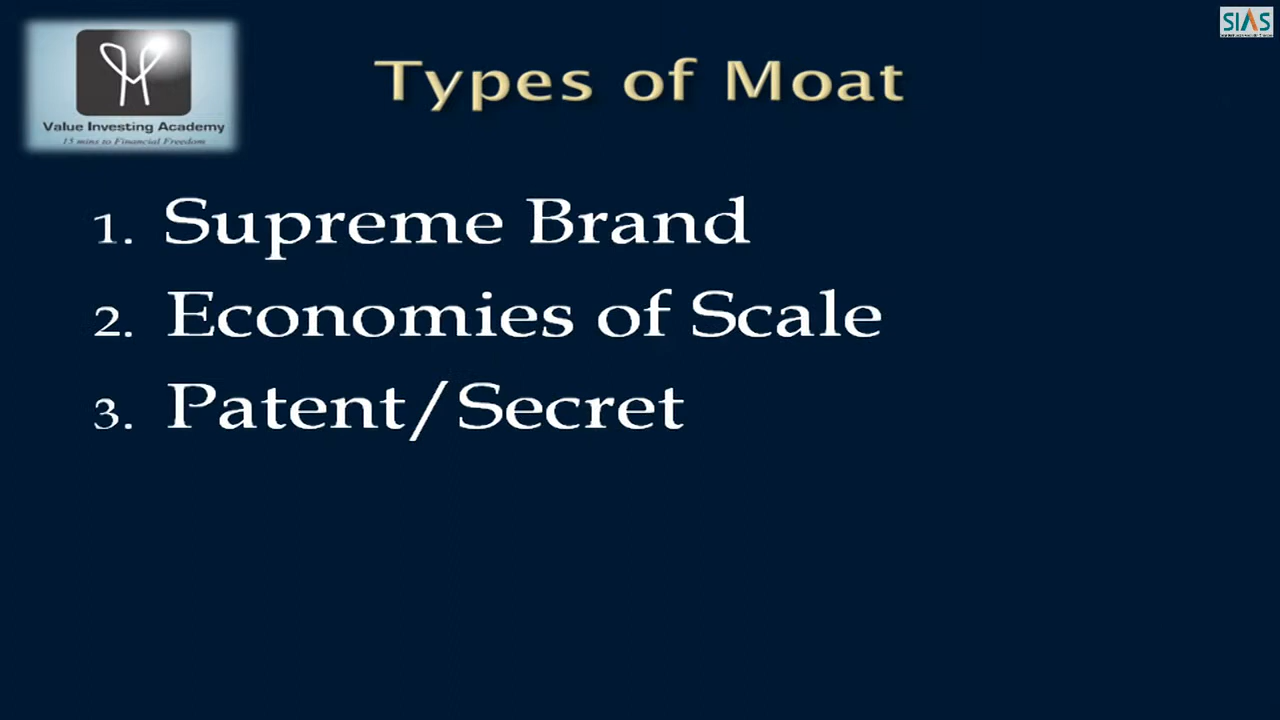 SIAS
Types of Moat
Value Investing Academy
15 mins to Financial Freedom
1. Supreme Brand
2. Economies of Scale
3. Patent/Secret